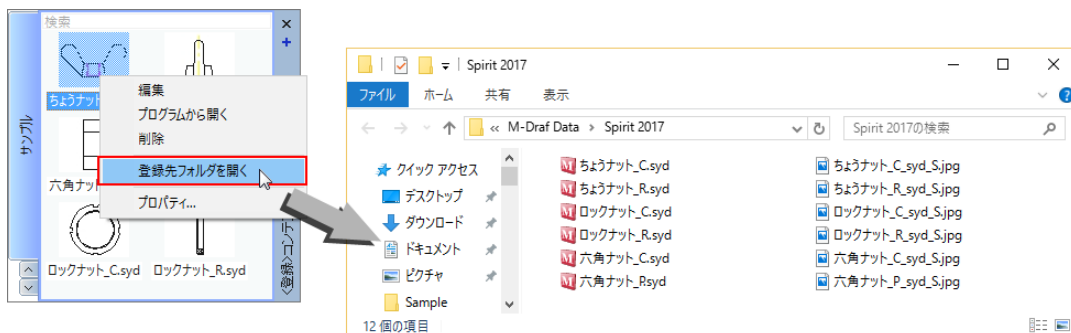 検索
ちょうナット
サンプル
六角ナッ
ロックナット_C.syd ロックナット_R.syd
編集
プログラムから開く
削除
登録先フォルダを開く
プロパティ...
Spirit 2017
ファイル ホーム 共有 表示
« M-Draf Data > Spirit 2017
Spirit 2017の検索
クイック アクセス
デスクトップ
ダウンロード
ドキュメント
ピクチャ
Sample
ちょうナット_C.syd
ちょうナット_R.syd
ロックナット_C.syd
ロックナット_R.syd
六角ナット_C.syd
六角ナット_P.syd
ちょうナット_C_syd_S.jpg
ちょうナット_R_syd_S.jpg
ロックナット_C_syd_S.jpg
ロックナット_R_syd_S.jpg
六角ナット_C_syd_S.jpg
六角ナット_P_syd_S.jpg
12 個の項目